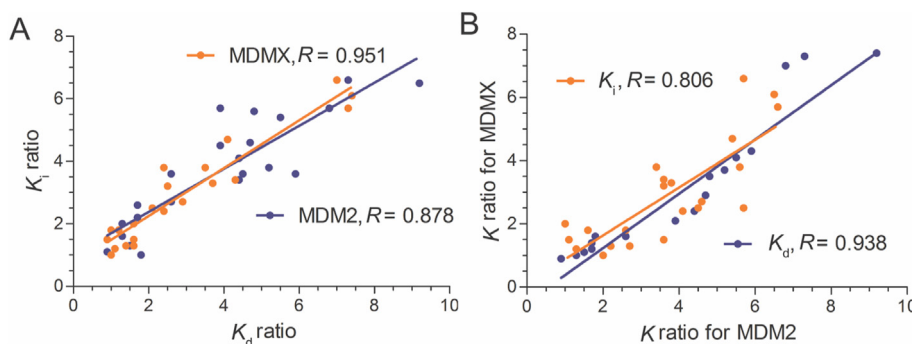 A
8
6
4
2
0
0 2 4 6 8 10
Ki ratio
Kd ratio
MDMX, R = 0.951
MDM2, R = 0.878
B
8
6
4
2
0
0 2 4 6 8 10
K ratio for MDMX
K ratio for MDM2
Ki, R = 0.806
Kd, R = 0.938